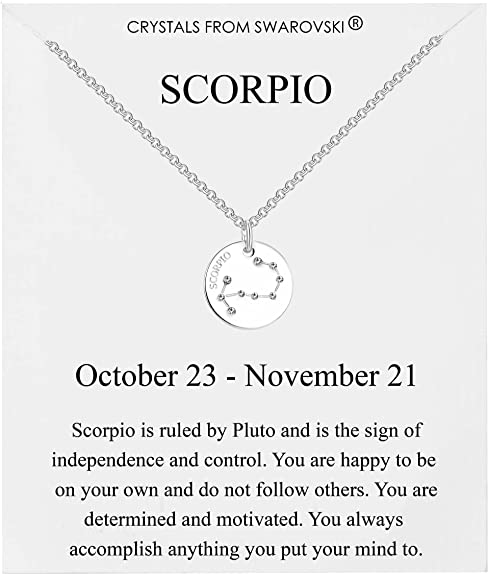 CRYSTALS FROM SWAROVSKI®
SCORPIO
SCORPIO
October 23 - November 21
Scorpio is ruled by Pluto and is the sign of
independence and control. You are happy to be
on your own and do not follow others. You are
determined and motivated. You always
accomplish anything you put your mind to.